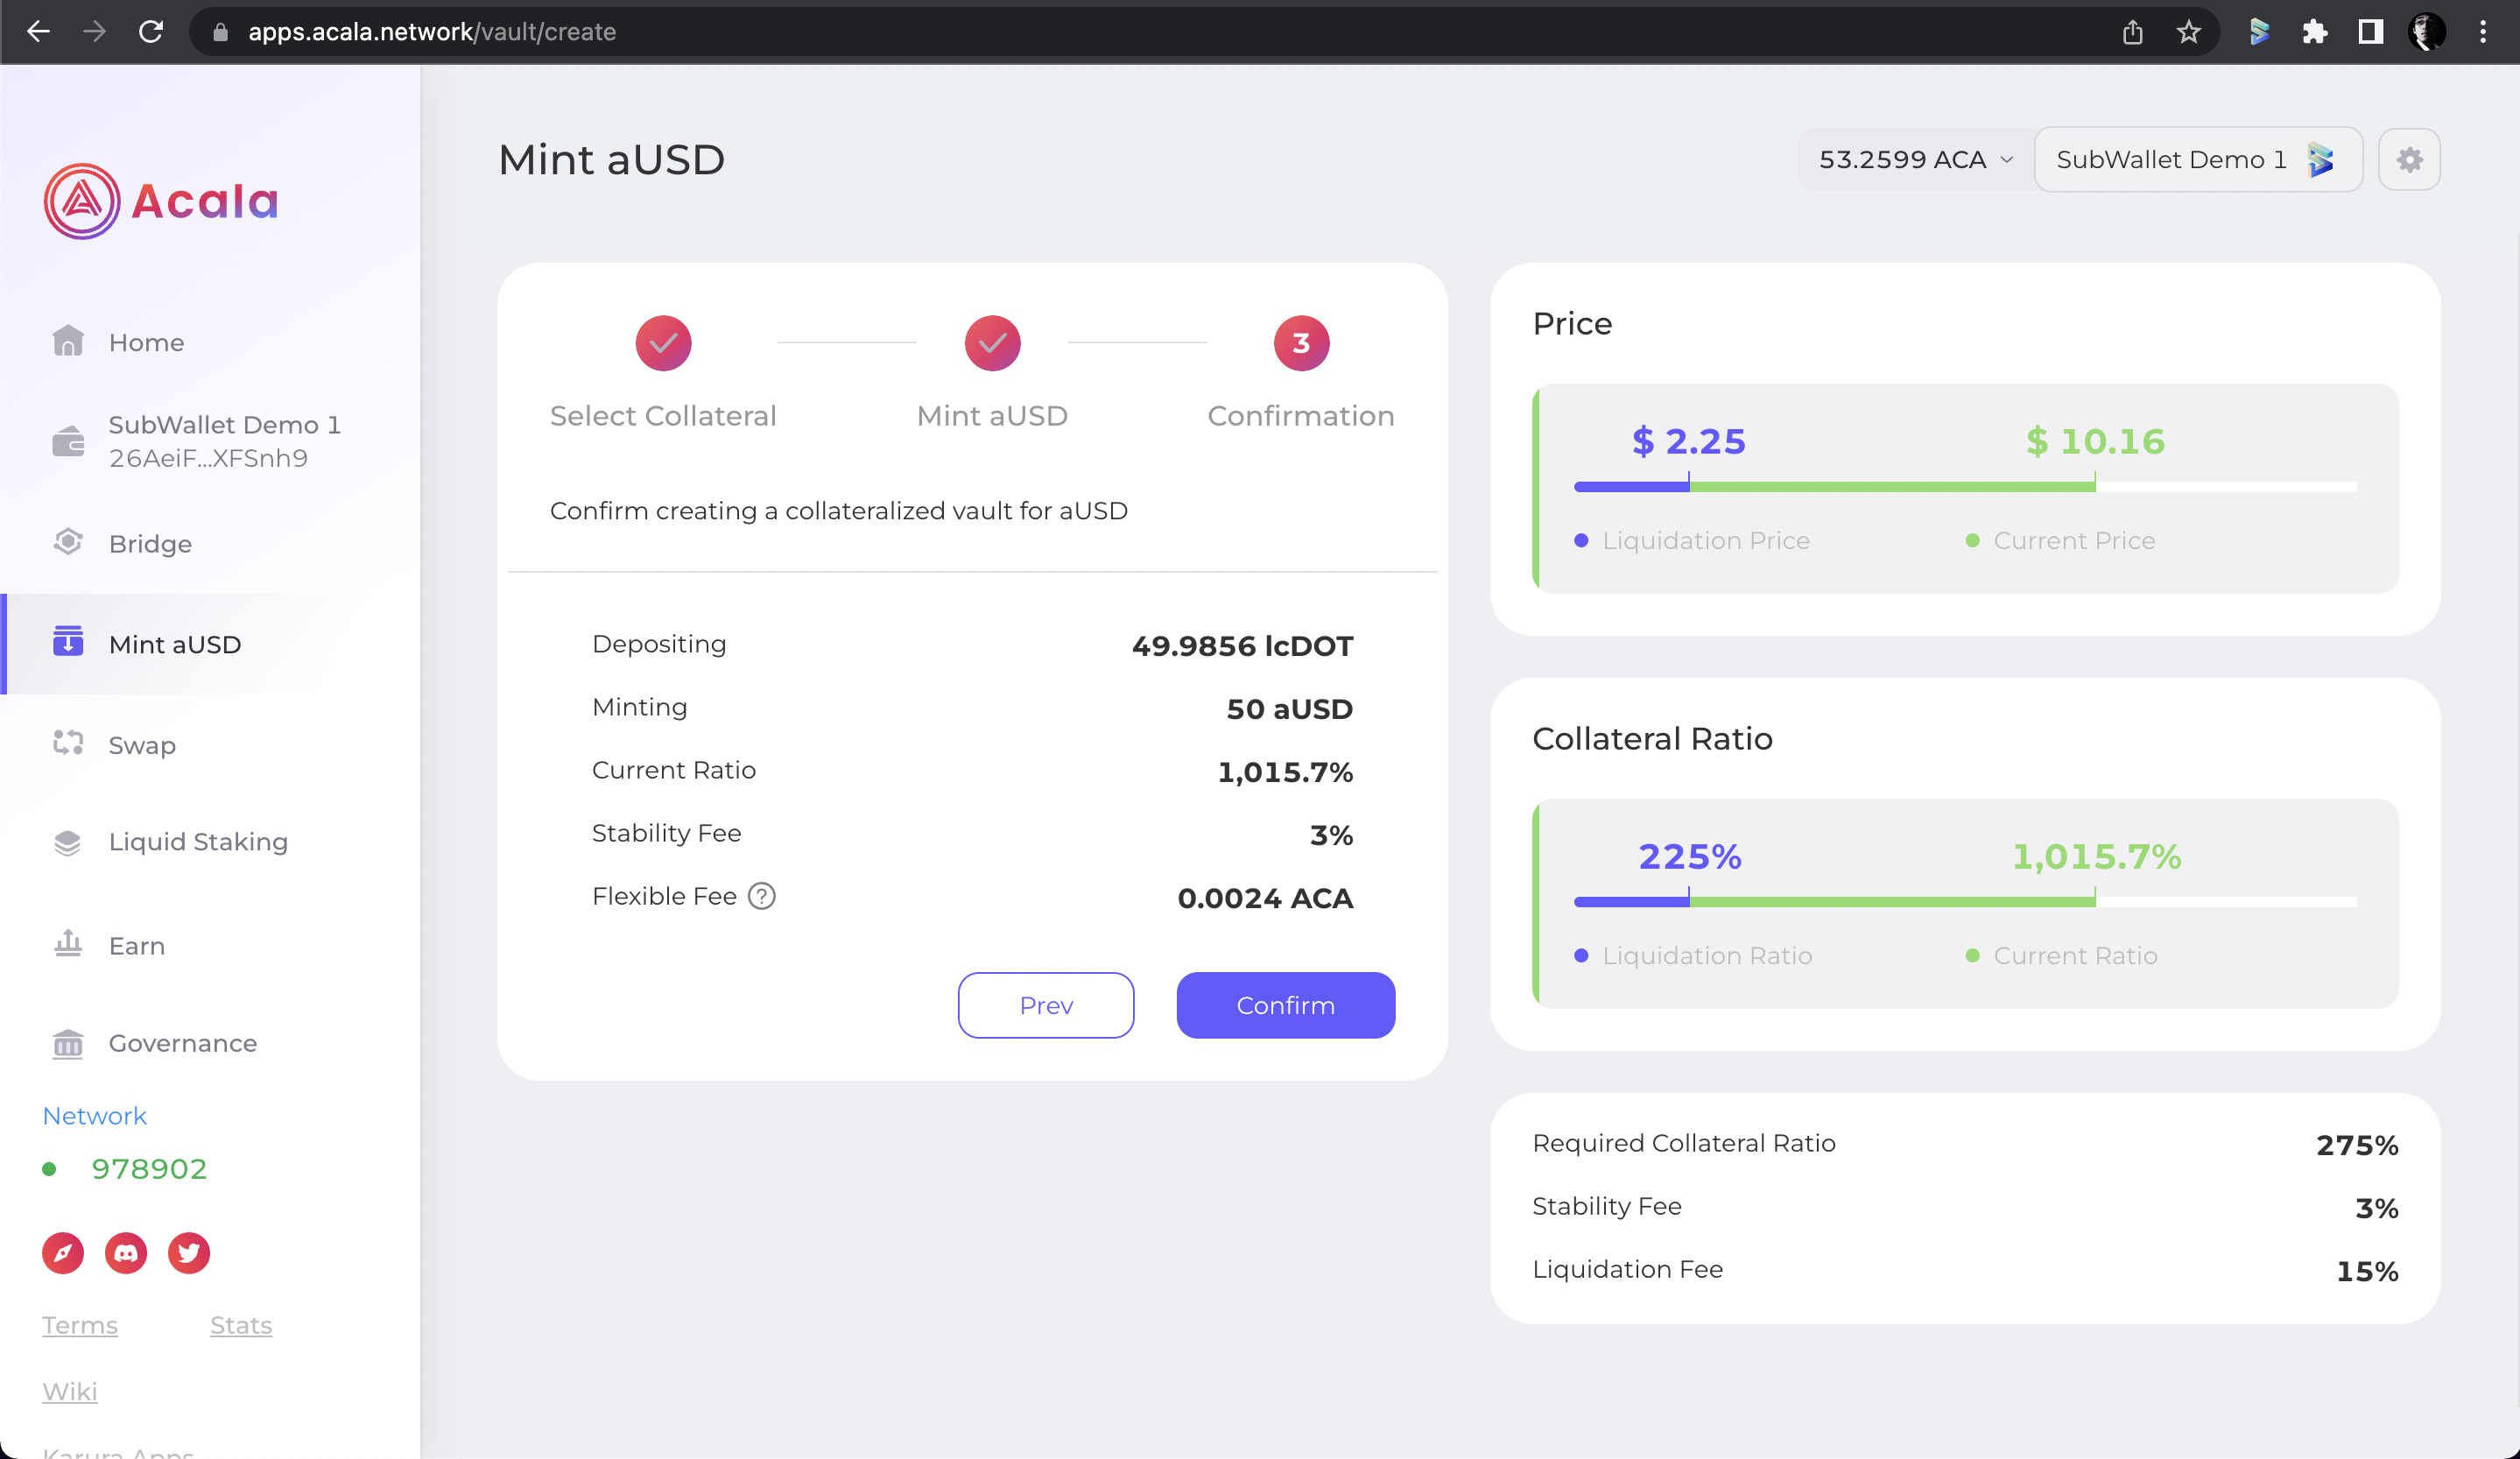 apps.acala.network/vault/create
Acala
Home
SubWallet Demo 1
26AeiF...XFSnh9
Bridge
Mint aUSD
Swap
Liquid Staking
Earn
Governance
Network
978902
Terms
Stats
Wiki
Karura Apps
Mint aUSD
53.2599 ACA
SubWallet Demo 1
3
Select Collateral
Mint aUSD
Confirmation
Confirm creating a collateralized vault for aUSD
Depositing 49.9856 lcDOT
Minting 50 aUSD
Current Ratio 1,015.7%
Stability Fee 3%
Flexible Fee ? 0.0024 ACA
Prev
Confirm
Price
$ 2.25 $ 10.16
Liquidation Price Current Price
Collateral Ratio
225% 1,015.7%
Liquidation Ratio Current Ratio
Required Collateral Ratio 275%
Stability Fee 3%
Liquidation Fee 15%